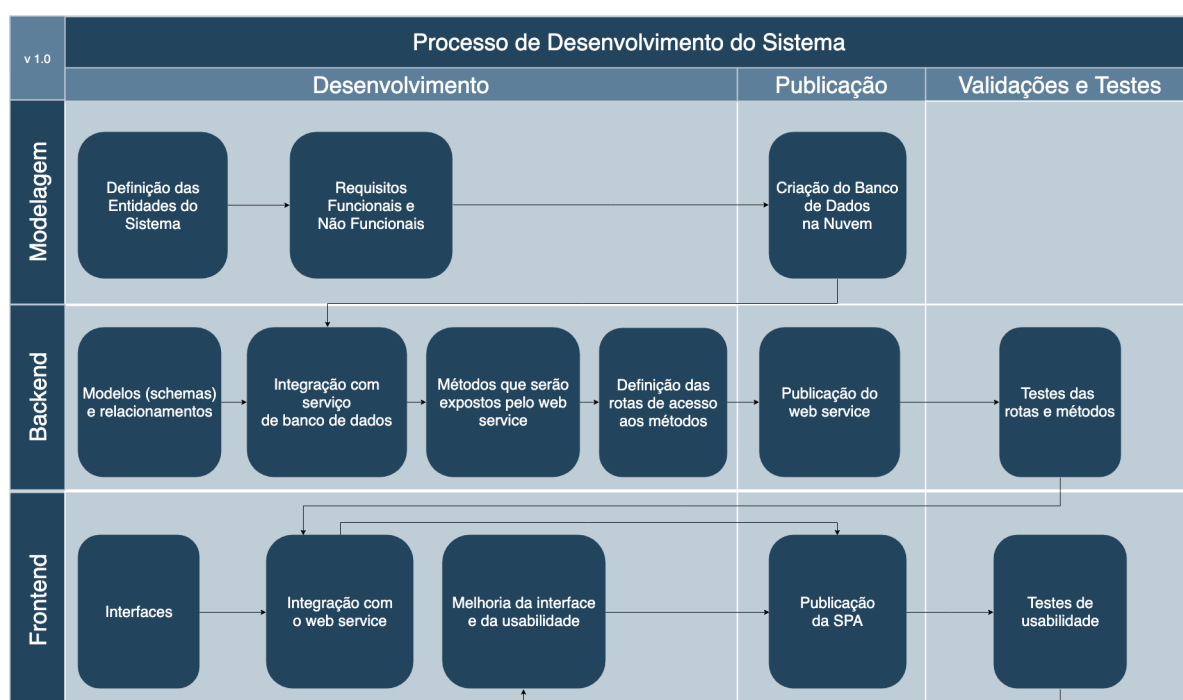 v 1.0
Processo de Desenvolvimento do Sistema
Desenvolvimento
Publicação
Validações e Testes
Modelagem
Definição das
Entidades do
Sistema
Requisitos
Funcionais e
Não Funcionais
Criação do Banco
de Dados
na Nuvem
Backend
Modelos (schemas)
e relacionamentos
Integração com
serviço
de banco de dados
Métodos que serão
expostos pelo web
service
Definição das
rotas de acesso
aos métodos
Publicação do
web service
Testes das
rotas e métodos
Frontend
Interfaces
Integração com
o web service
Melhoria da interface
e da usabilidade
Publicação
da SPA
Testes de
usabilidade